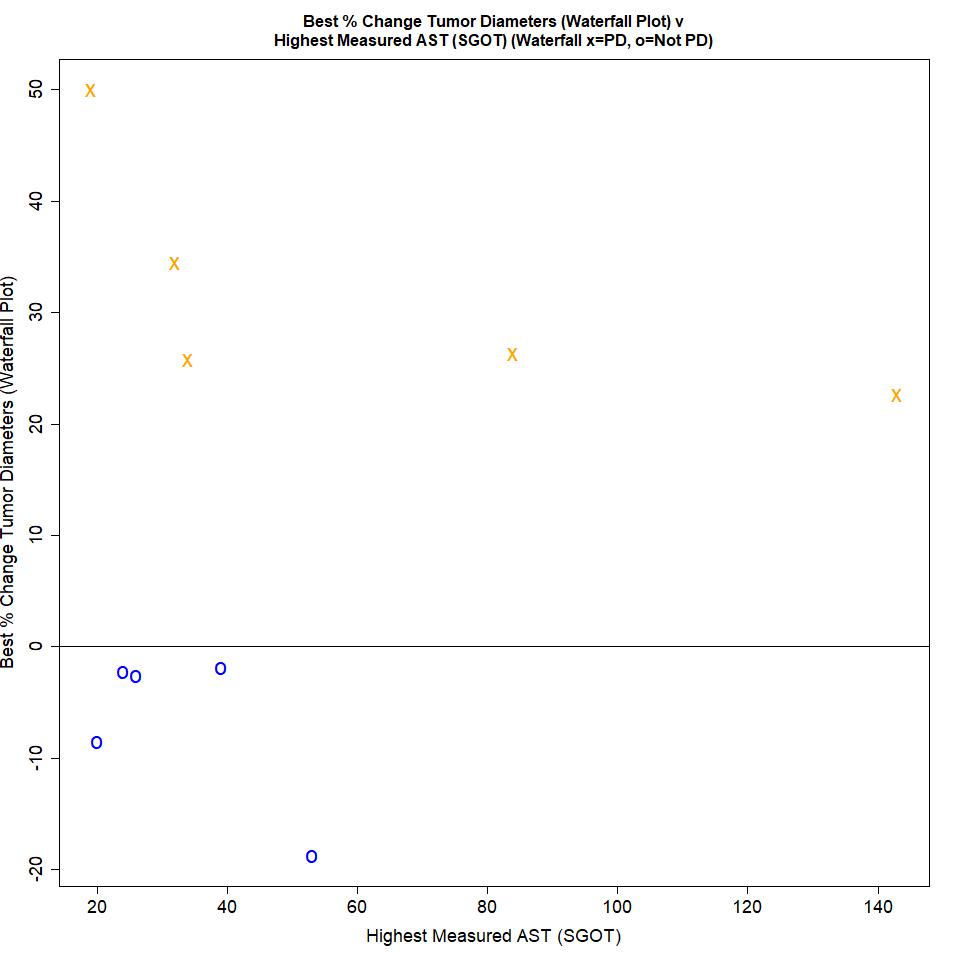 Best % Change Tumor Diameters (Waterfall Plot) v
Highest Measured AST (SGOT) (Waterfall x=PD, o=Not PD)
Best % Change Tumor Diameters (Waterfall Plot)
50
40
30
20
10
0
-10
-20
X
X
X
X
X
O
O
O
O
O
20 40 60 80 100 120 140
Highest Measured AST (SGOT)